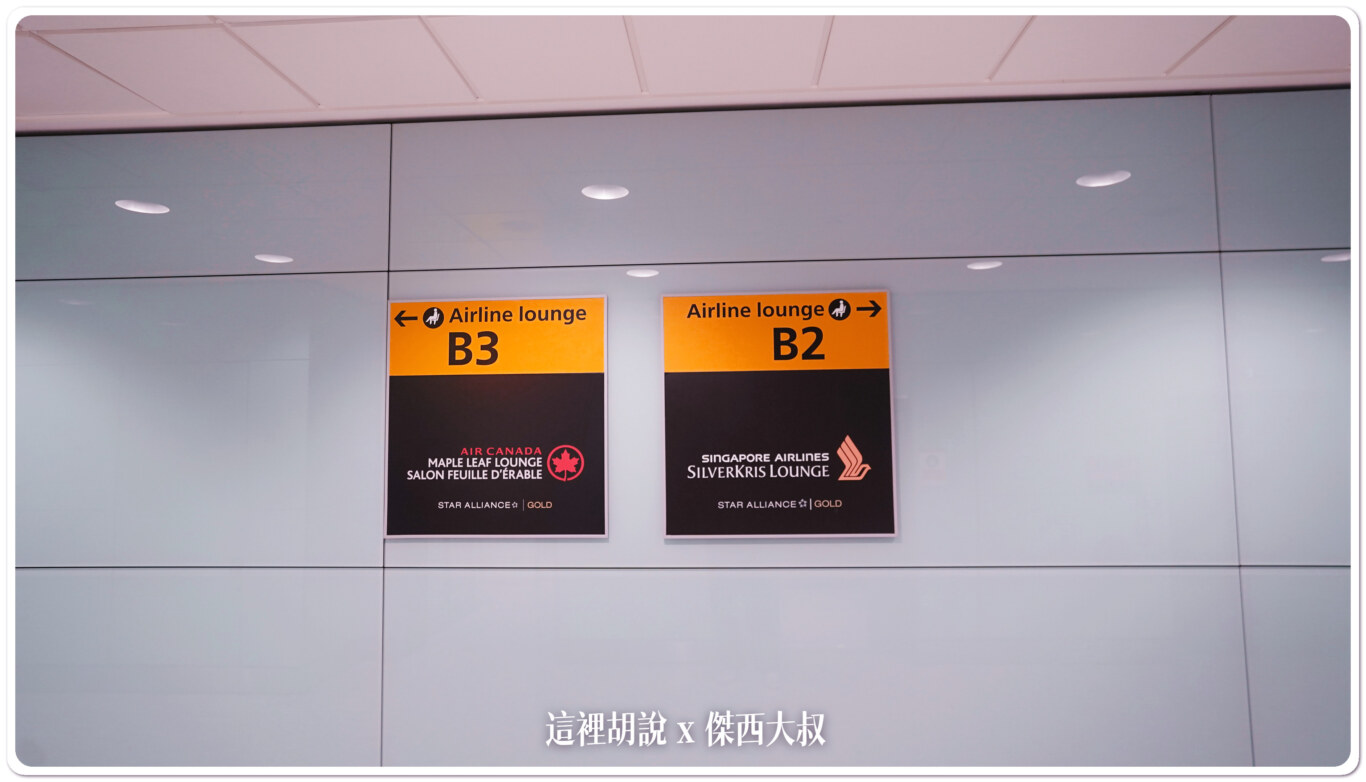 ← Airline lounge
B3
AIR CANADA
MAPLE LEAF LOUNGE
SALON FEUILLE D'ÉRABLE
STAR ALLIANCE | GOLD
Airline lounge →
B2
SINGAPORE AIRLINES
SILVERKRIS LOUNGE
STAR ALLIANCE | GOLD
這裡胡說 x 傑西大叔